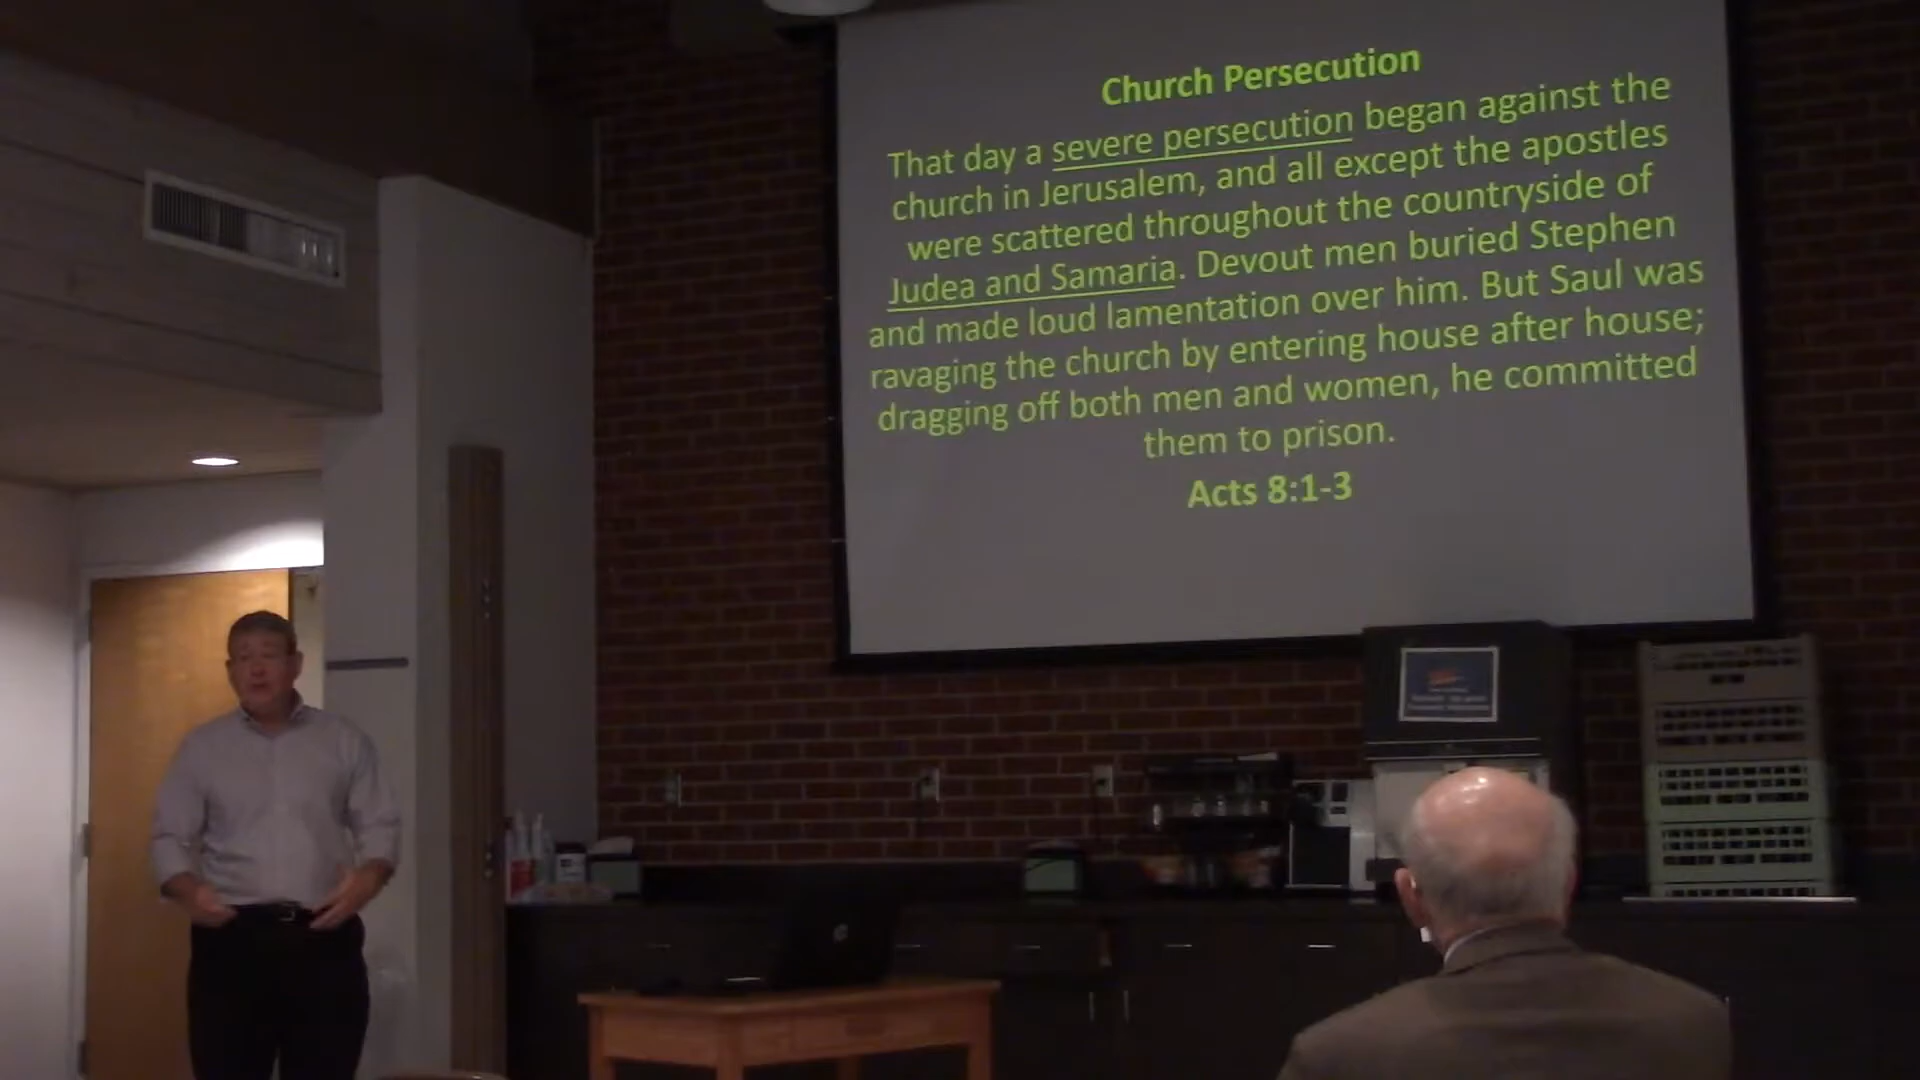 Church Persecution
That day a severe persecution began against the
church in Jerusalem, and all except the apostles
were scattered throughout the countryside of
Judea and Samaria. Devout men buried Stephen
and made loud lamentation over him. But Saul was
ravaging the church by entering house after house;
dragging off both men and women, he committed
them to prison.
Acts 8:1-3